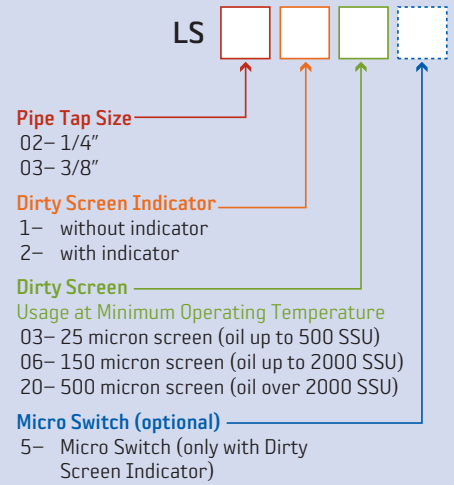 LS
Pipe Tap Size
02– 1/4"
03– 3/8"
Dirty Screen Indicator
1– without indicator
2– with indicator
Dirty Screen
Usage at Minimum Operating Temperature
03– 25 micron screen (oil up to 500 SSU)
06– 150 micron screen (oil up to 2000 SSU)
20– 500 micron screen (oil over 2000 SSU)
Micro Switch (optional)
5– Micro Switch (only with Dirty
Screen Indicator)